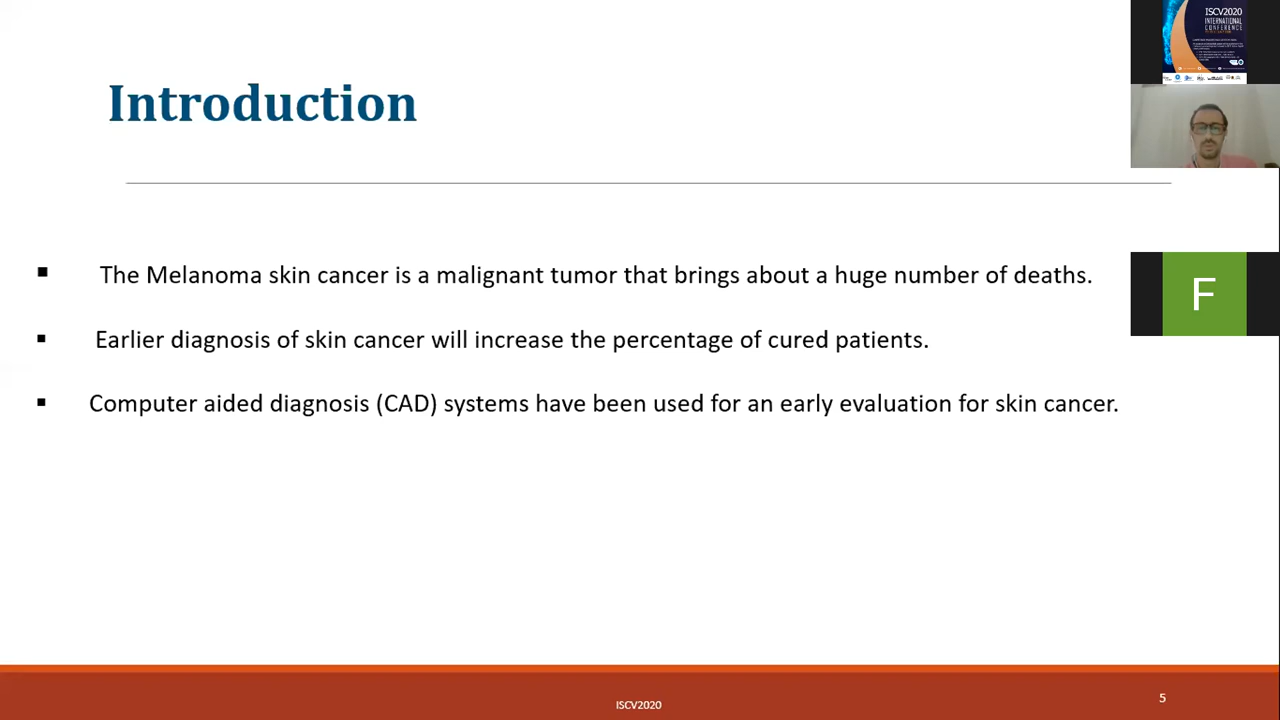 ISCV2020
INTERNATIONAL
CONFERENCE
Introduction
The Melanoma skin cancer is a malignant tumor that brings about a huge number of deaths.
F
Earlier diagnosis of skin cancer will increase the percentage of cured patients.
Computer aided diagnosis (CAD) systems have been used for an early evaluation for skin cancer.
ISCV2020
5